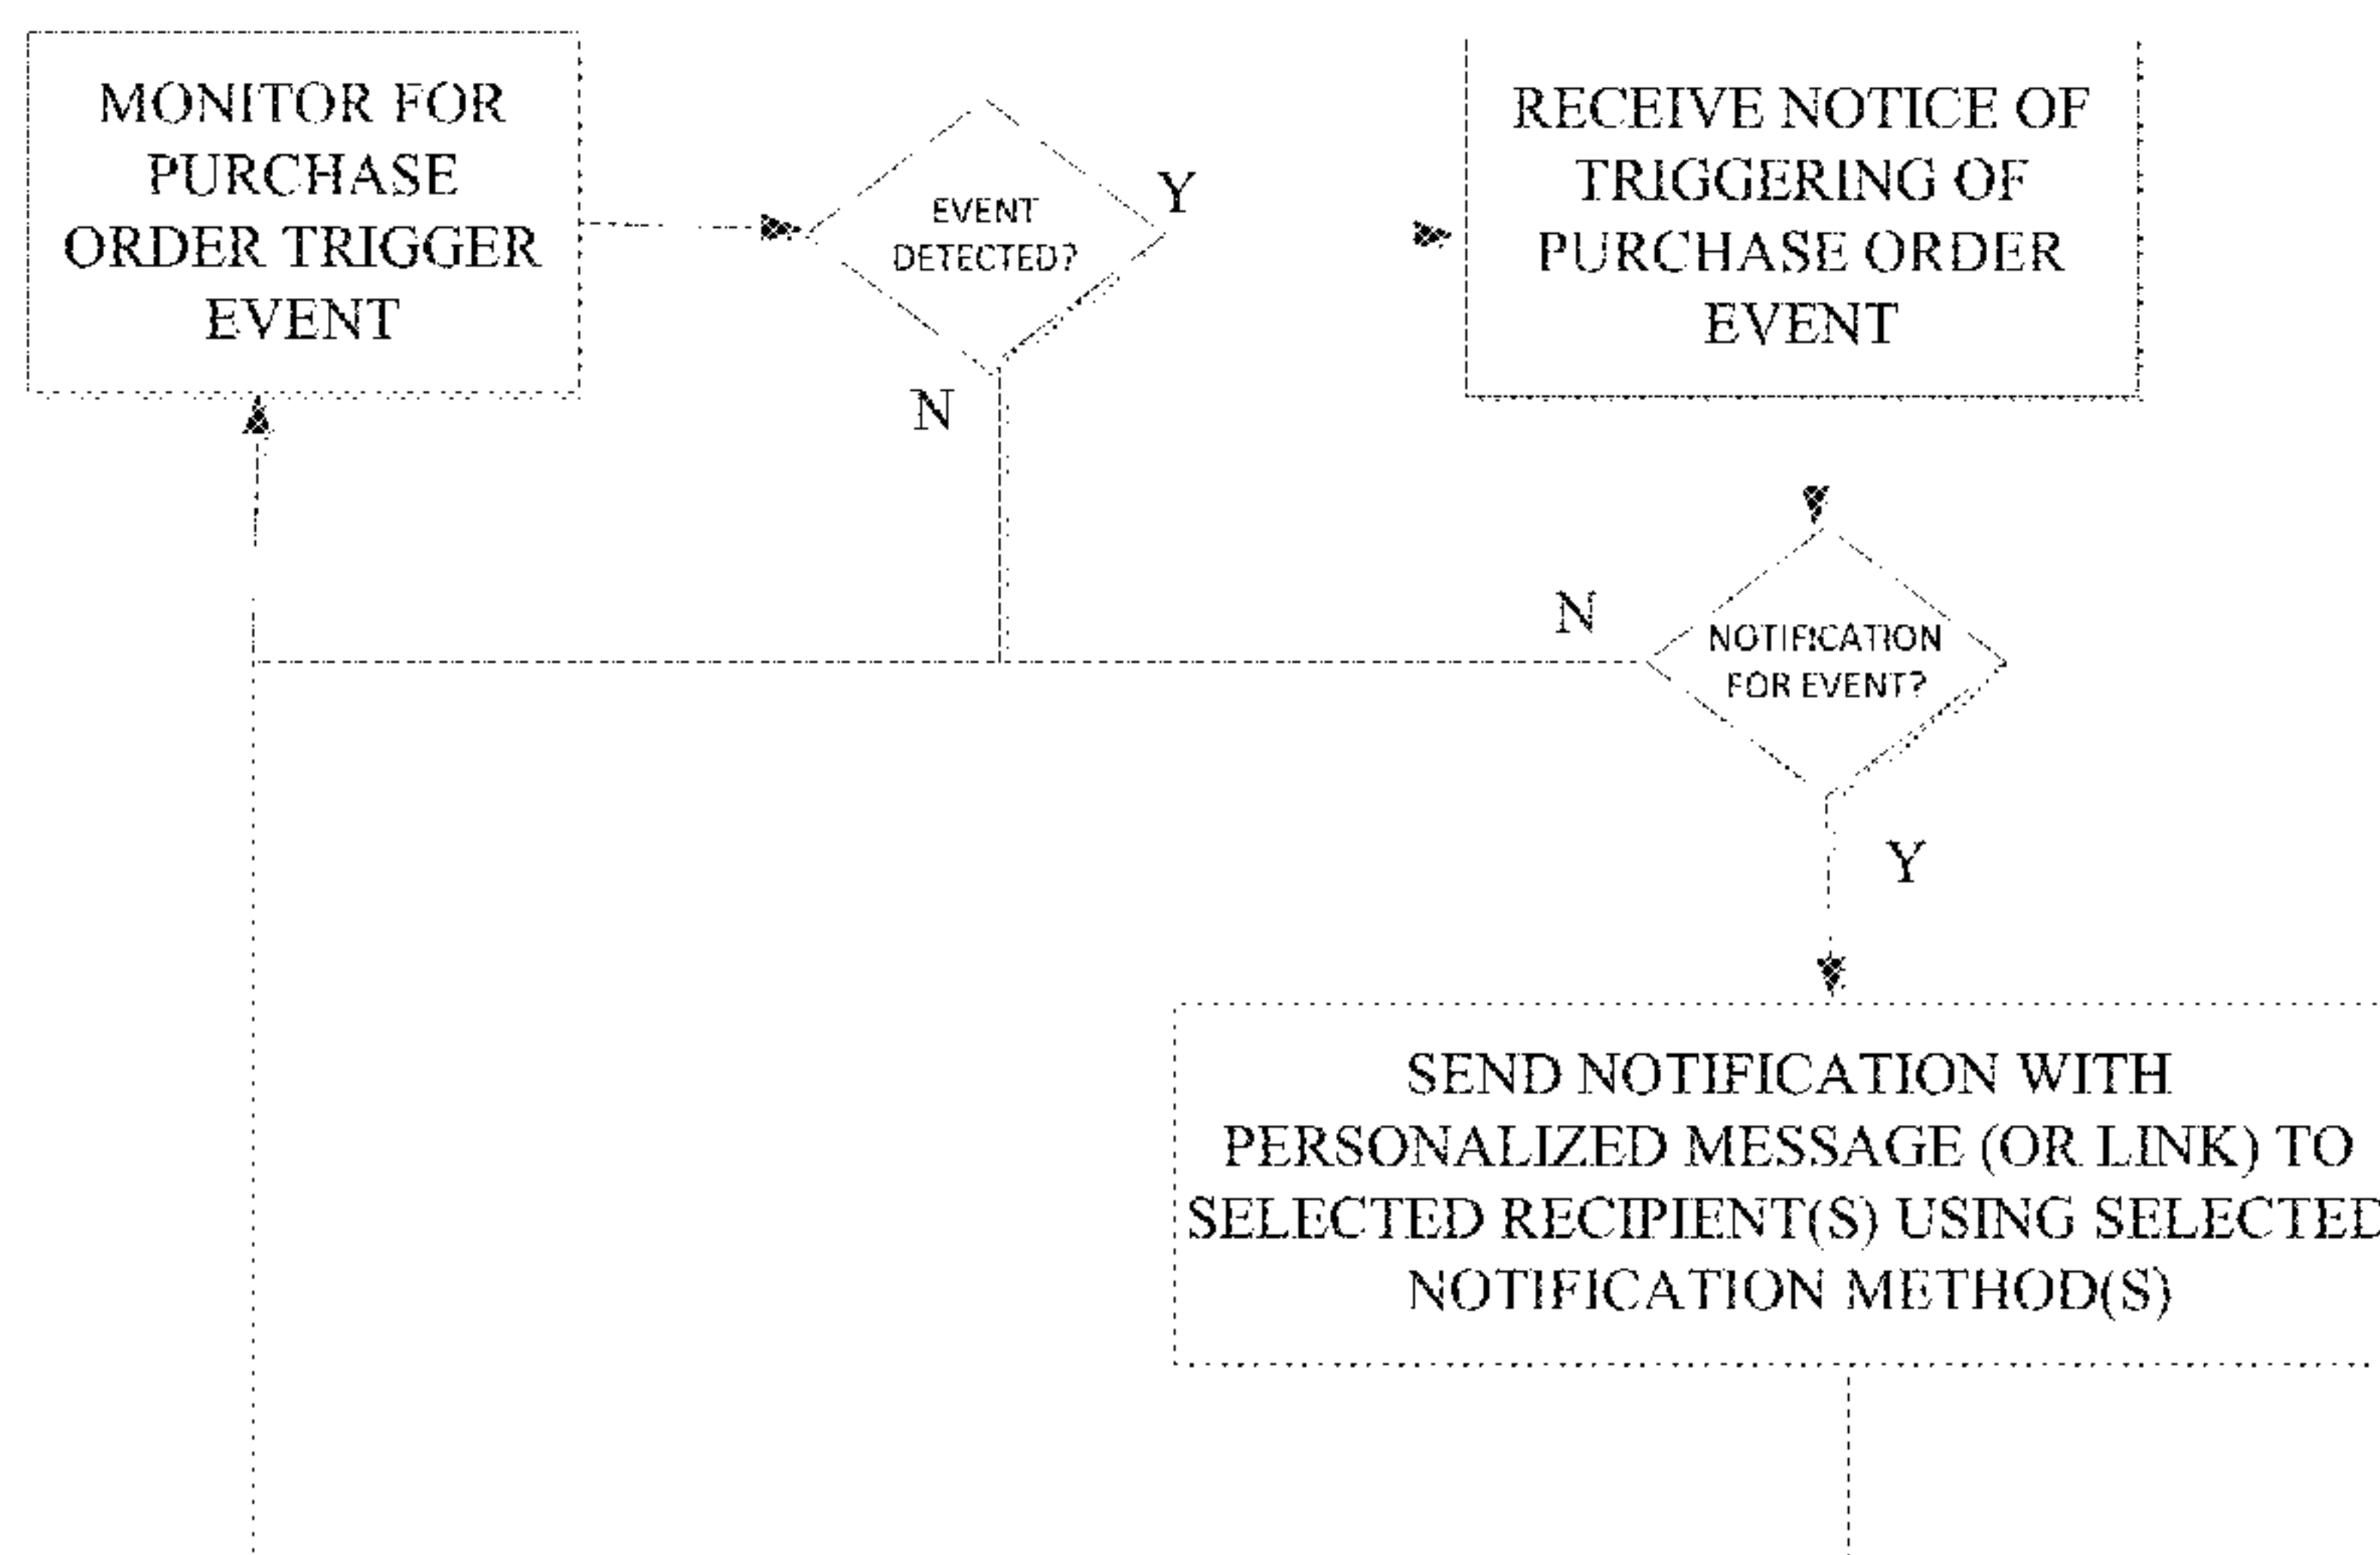 MONITOR FOR
PURCHASE
ORDER TRIGGER
EVENT
EVENT
DETECTED?
Y
N
RECEIVE NOTICE OF
TRIGGERING OF
PURCHASE ORDER
EVENT
N
NOTIFICATION
FOR EVENT?
Y
SEND NOTIFICATION WITH
PERSONALIZED MESSAGE (OR LINK) TO
SELECTED RECIPIENT(S) USING SELECTED
NOTIFICATION METHOD(S)